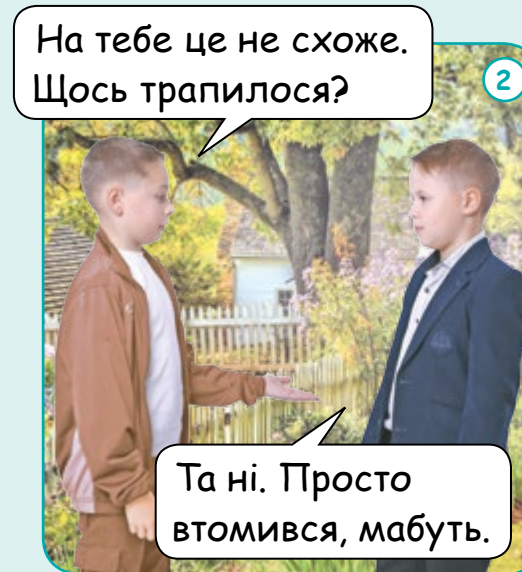 На тебе це не схоже.
Щось трапилося?
2
Та ні. Просто
втомився, мабуть.